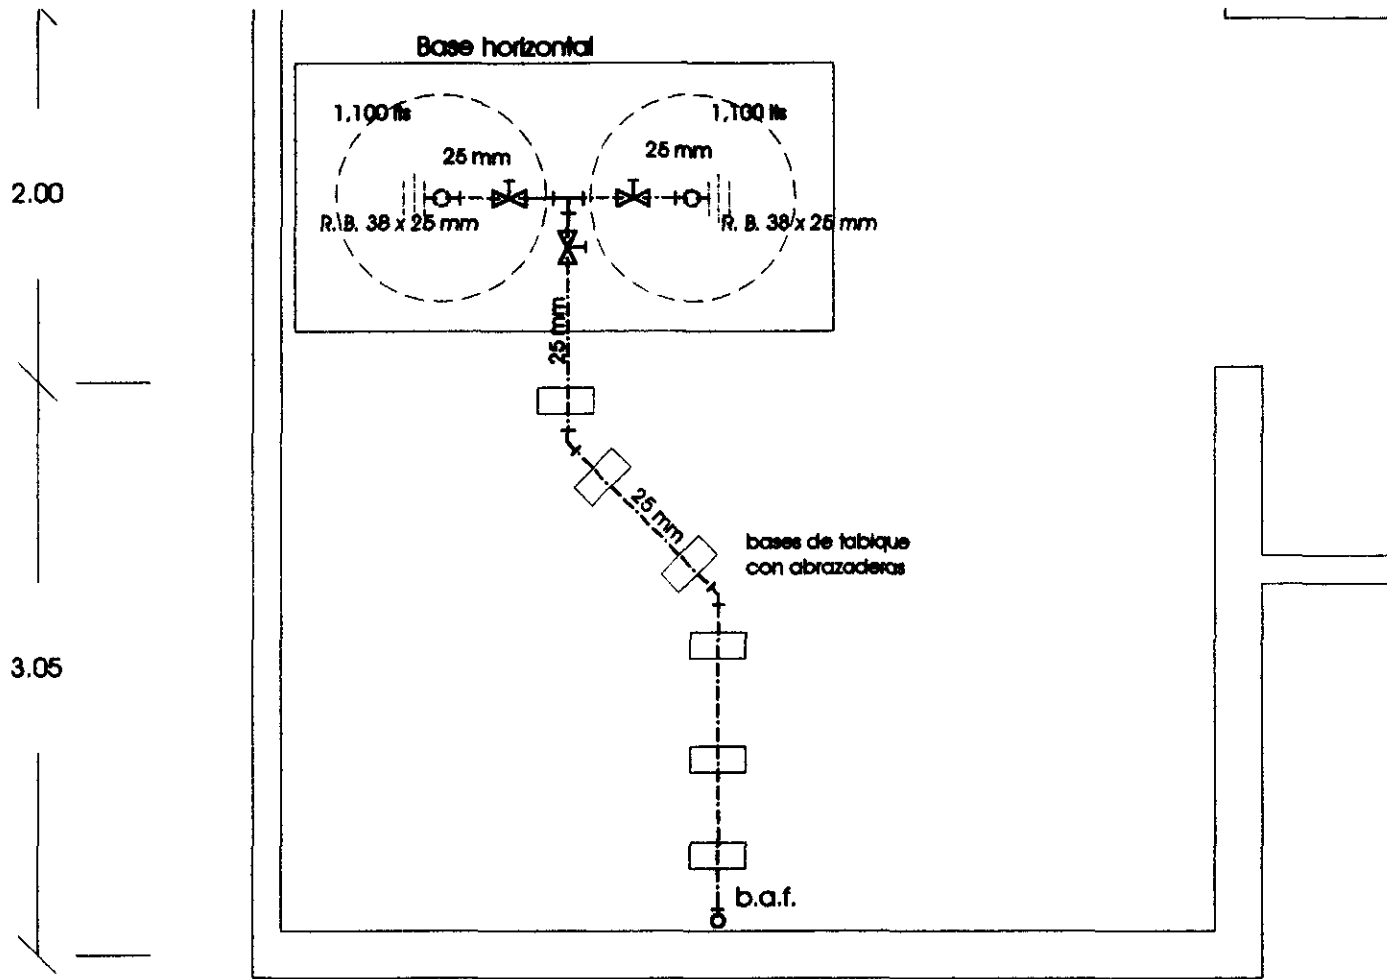 Base horizontal
1,100 lts
1,100 lts
25 mm
25 mm
2.00
R. B. 38 x 25 mm
R. B. 38 x 25 mm
25 mm
25 mm
bases de tabique
con abrazaderas
3.05
b.a.f.